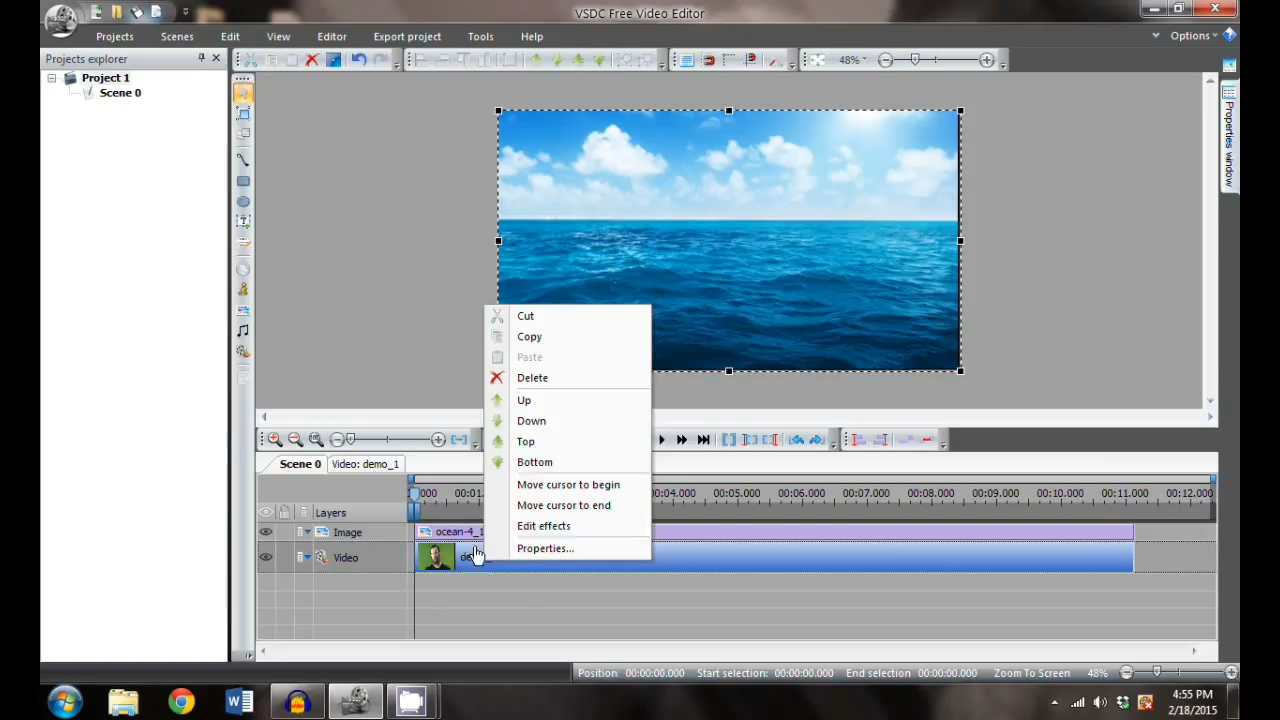 VSDC Free Video Editor
Projects Scenes Edit View Editor Export project Tools Help Options
Projects explorer
48%
Project 1
Scene 0
Properties window
Cut
Copy
Paste
Delete
Up
Down
Top
Bottom
Move cursor to begin
Move cursor to end
Edit effects
Properties...
Scene 0 Video: demo_1
000 00:01. 00:04.000 00:05.000 00:06.000 00:07.000 00:08.000 00:09.000 00:10.000 00:11.000 00:12.000
Layers
Image ocean-4_1
Video
Position 00:00:00.000 Start selection: 00:00:00.000 End selection: 00:00:00.000 Zoom To Screen 48%
4:55 PM
2/18/2015